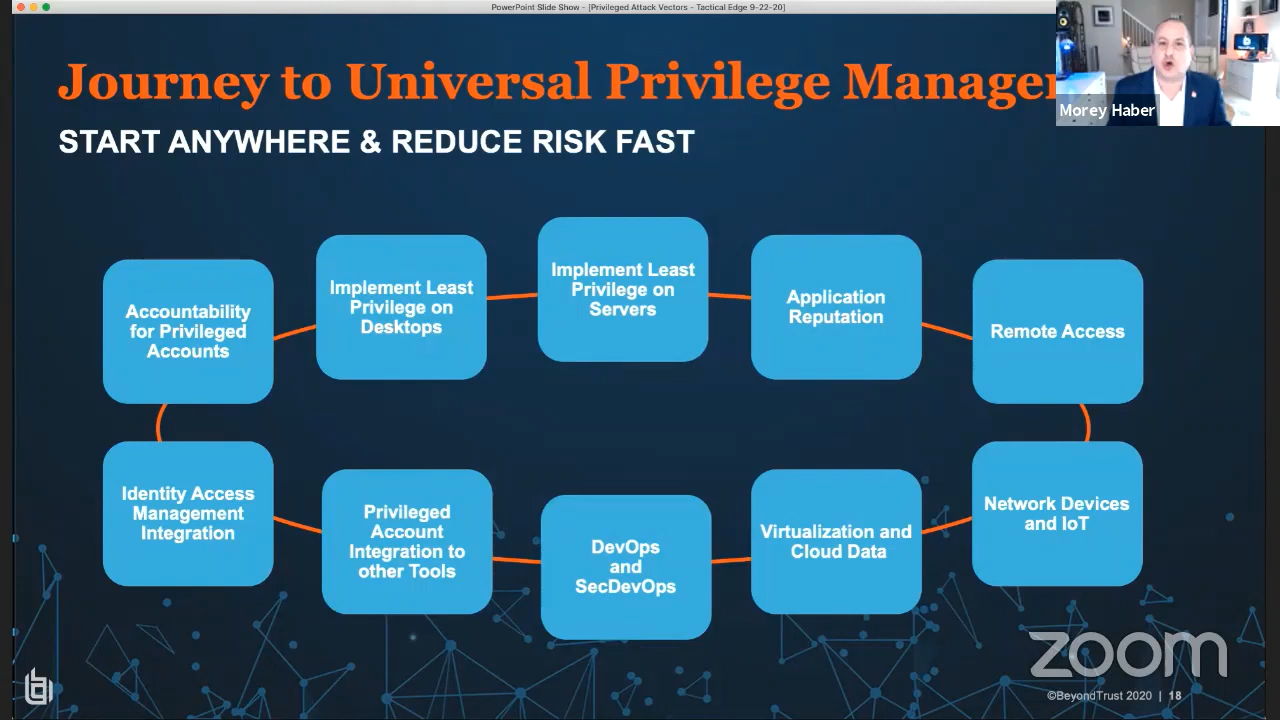 PowerPoint Slide Show - [Privileged Attack Vectors - Tactical Edge 9-22-20]
Journey to Universal Privilege Manage
Morey Haber
START ANYWHERE & REDUCE RISK FAST
Accountability
for Privileged
Accounts
Implement Least
Privilege on
Desktops
Implement Least
Privilege on
Servers
Application
Reputation
Remote Access
Identity Access
Management
Integration
Privileged
Account
Integration to
other Tools
DevOps
and
SecDevOps
Virtualization and
Cloud Data
Network Devices
and IoT
zoom
©BeyondTrust 2020 | 18